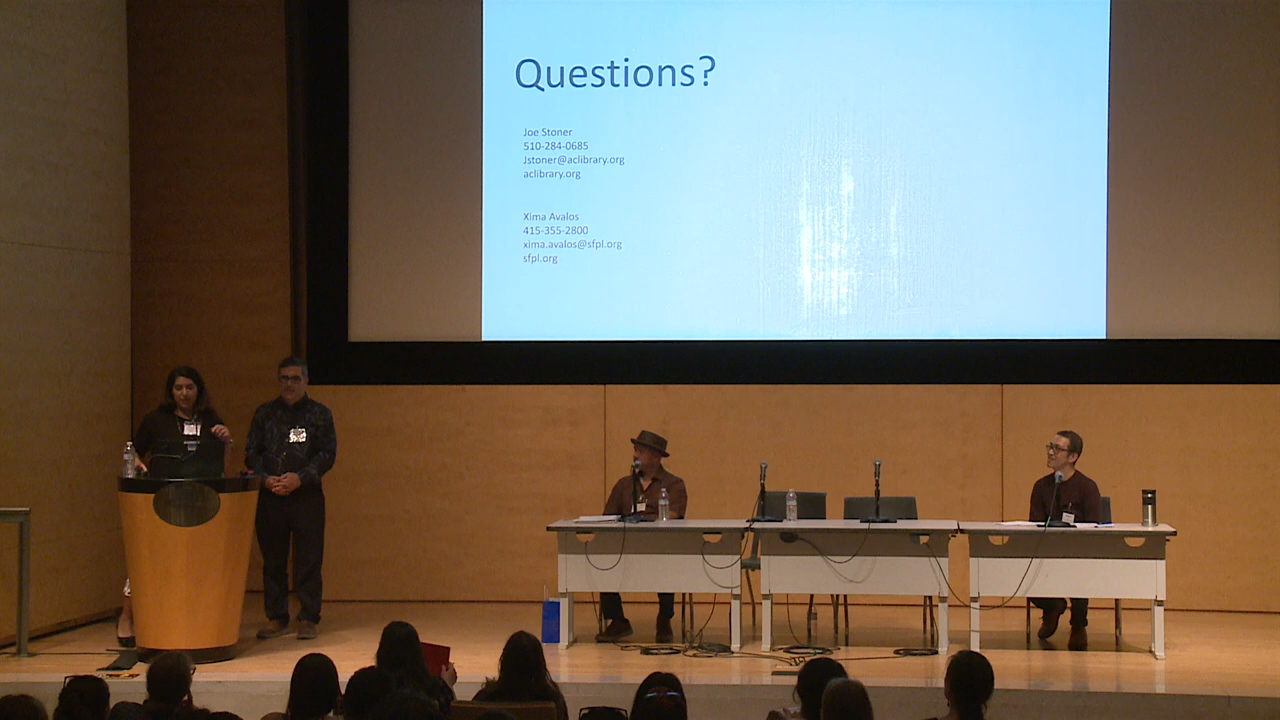 Questions?
Joe Stoner
510-284-0685
Jstoner@aclibrary.org
aclibrary.org
Xima Avalos
415-355-2800
xima.avalos@sfpl.org
sfpl.org